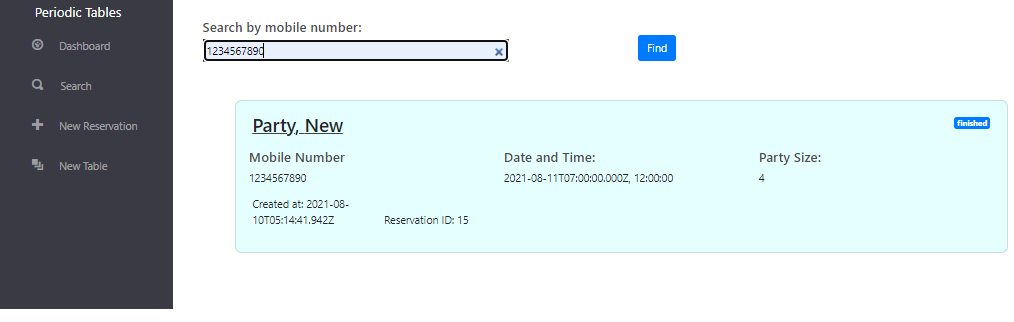 Periodic Tables
Dashboard
Search
New Reservation
New Table
Search by mobile number:
1234567890
Find
Party, New
finished
Mobile Number
Date and Time:
Party Size:
1234567890
2021-08-11T07:00:00.000Z, 12:00:00
4
Created at: 2021-08-
10T05:14:41.942Z
Reservation ID: 15